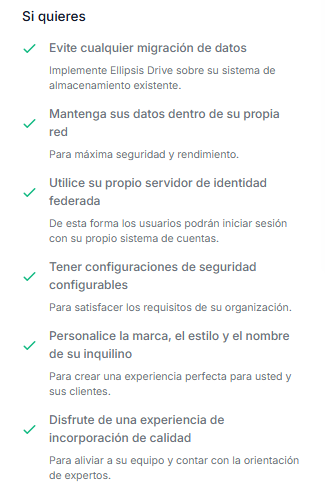 Si quieres
Evite cualquier migración de datos
Implemente Ellipsis Drive sobre su sistema de
almacenamiento existente.
Mantenga sus datos dentro de su propia
red
Para máxima seguridad y rendimiento.
Utilice su propio servidor de identidad
federada
De esta forma los usuarios podrán iniciar sesión
con su propio sistema de cuentas.
Tener configuraciones de seguridad
configurables
Para satisfacer los requisitos de su organización.
Personalice la marca, el estilo y el nombre
de su inquilino
Para crear una experiencia perfecta para usted y
sus clientes.
Disfrute de una experiencia de
incorporación de calidad
Para aliviar a su equipo y contar con la orientación
de expertos.